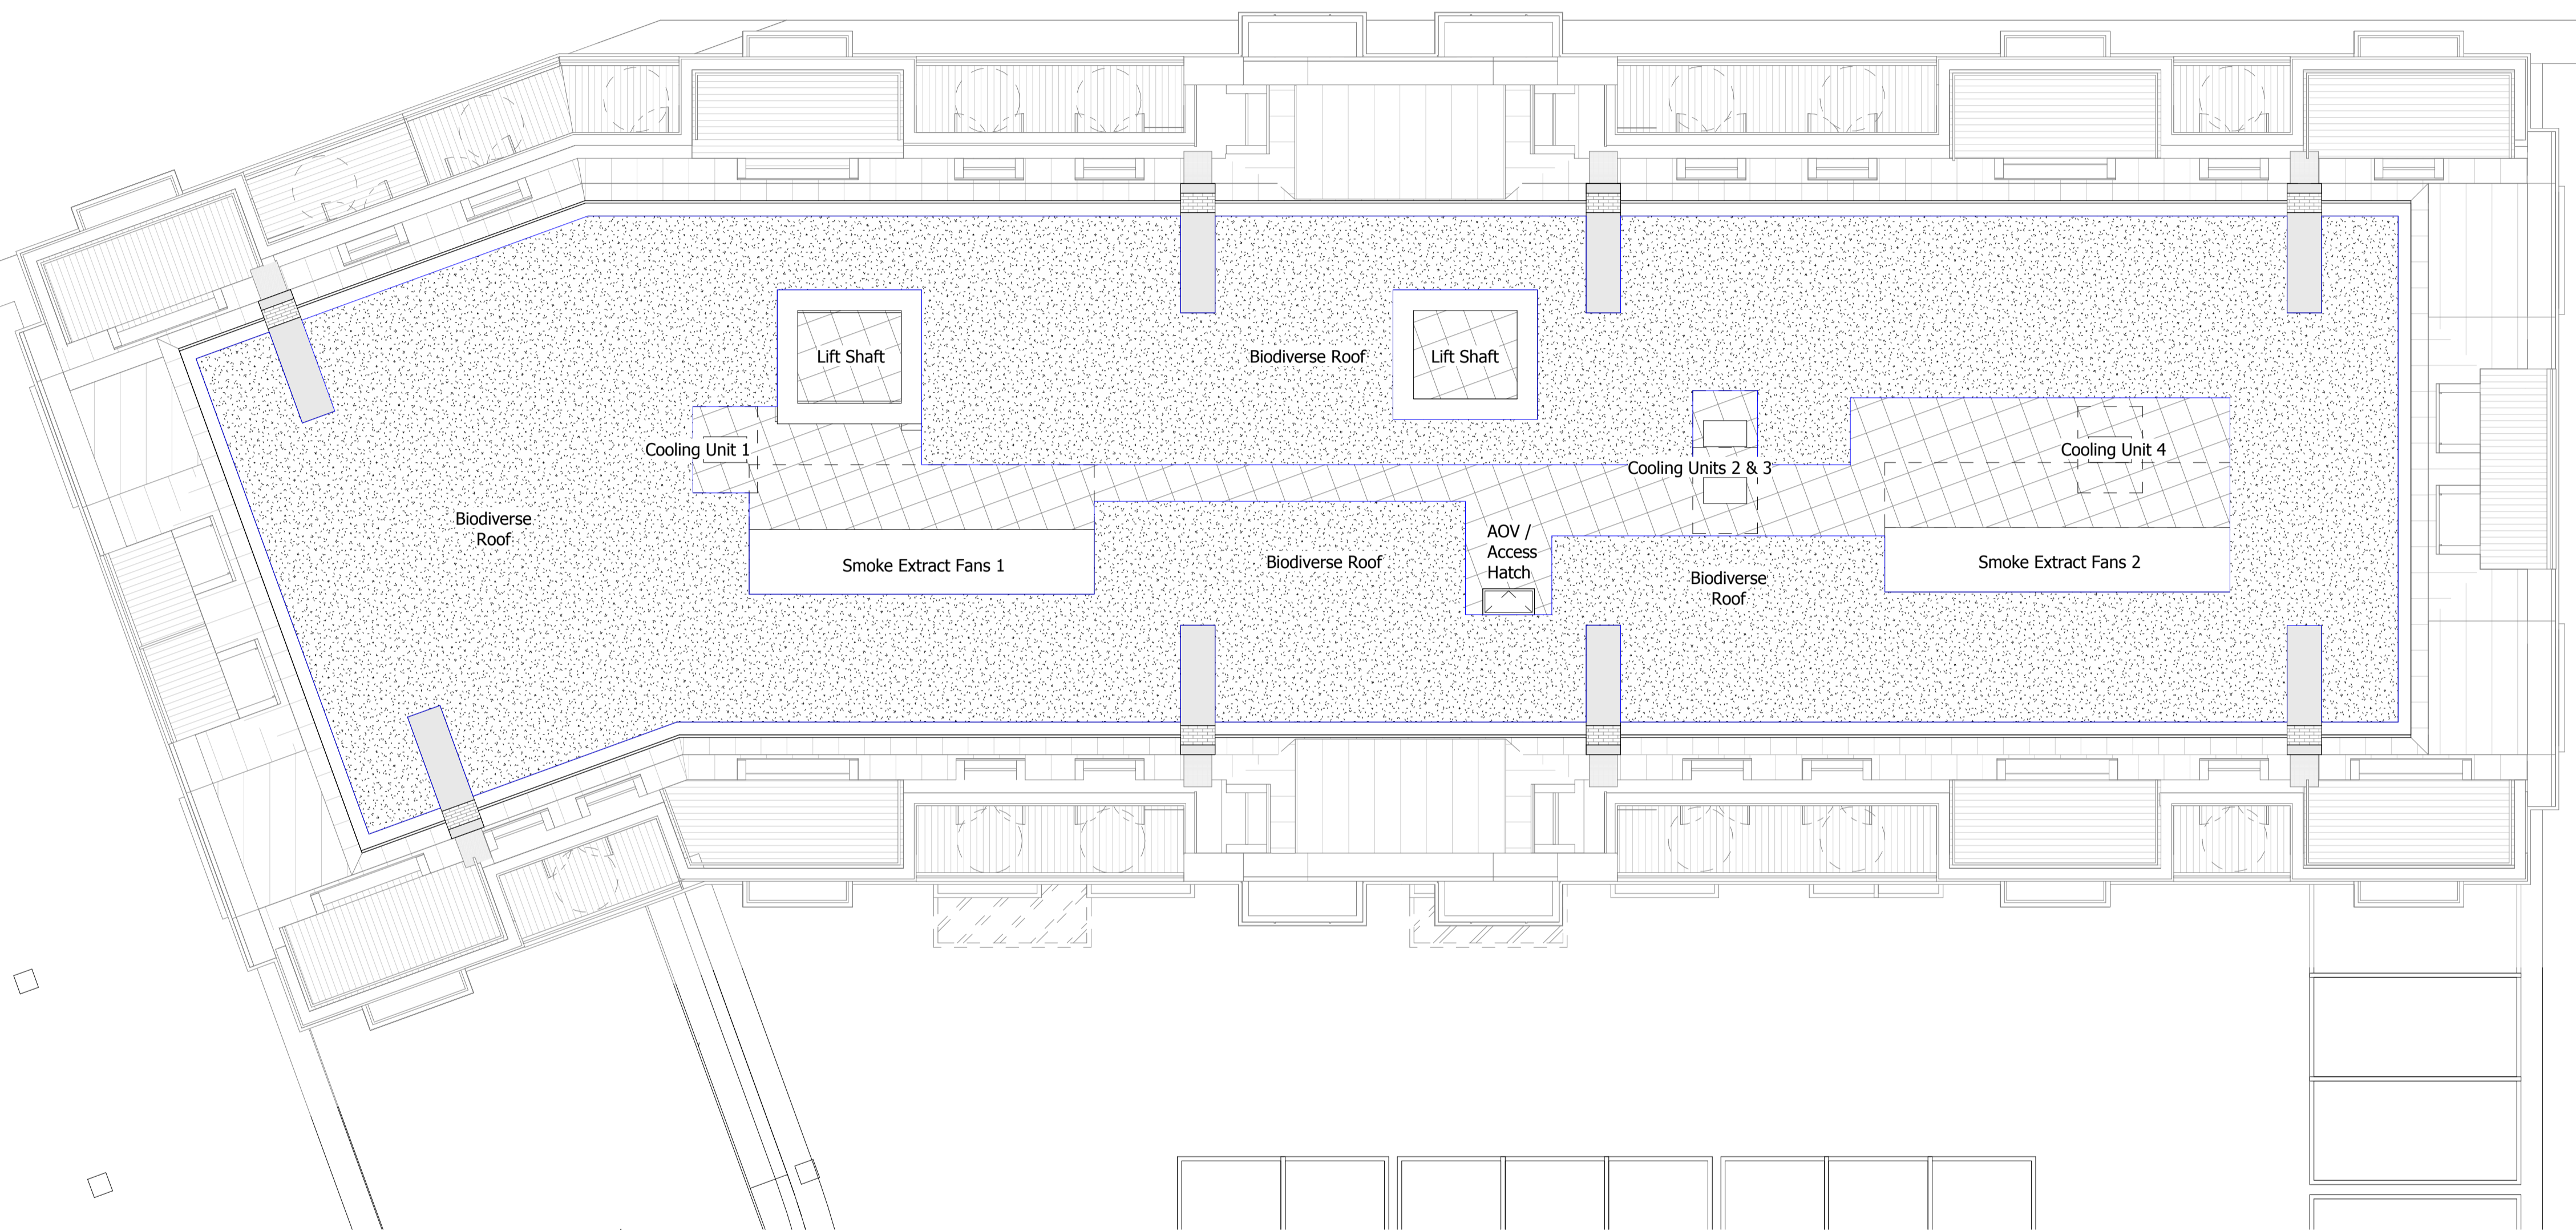 Lift Shaft
Biodiverse Roof
Lift Shaft
Cooling Unit 1
Cooling Units 2 & 3
Cooling Unit 4
Biodiverse
Roof
Smoke Extract Fans 1
Biodiverse Roof
AOV /
Access
Hatch
Biodiverse
Roof
Smoke Extract Fans 2